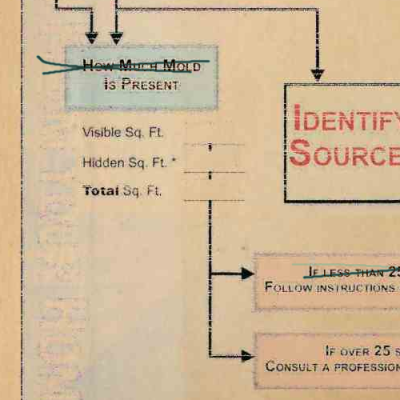 How Much Mold
Is Present
Visible Sq. Ft.
Hidden Sq. Ft. *
Total Sq. Ft.
Identify
Source
If less than 25
Follow instructions
If over 25 s
Consult a profession